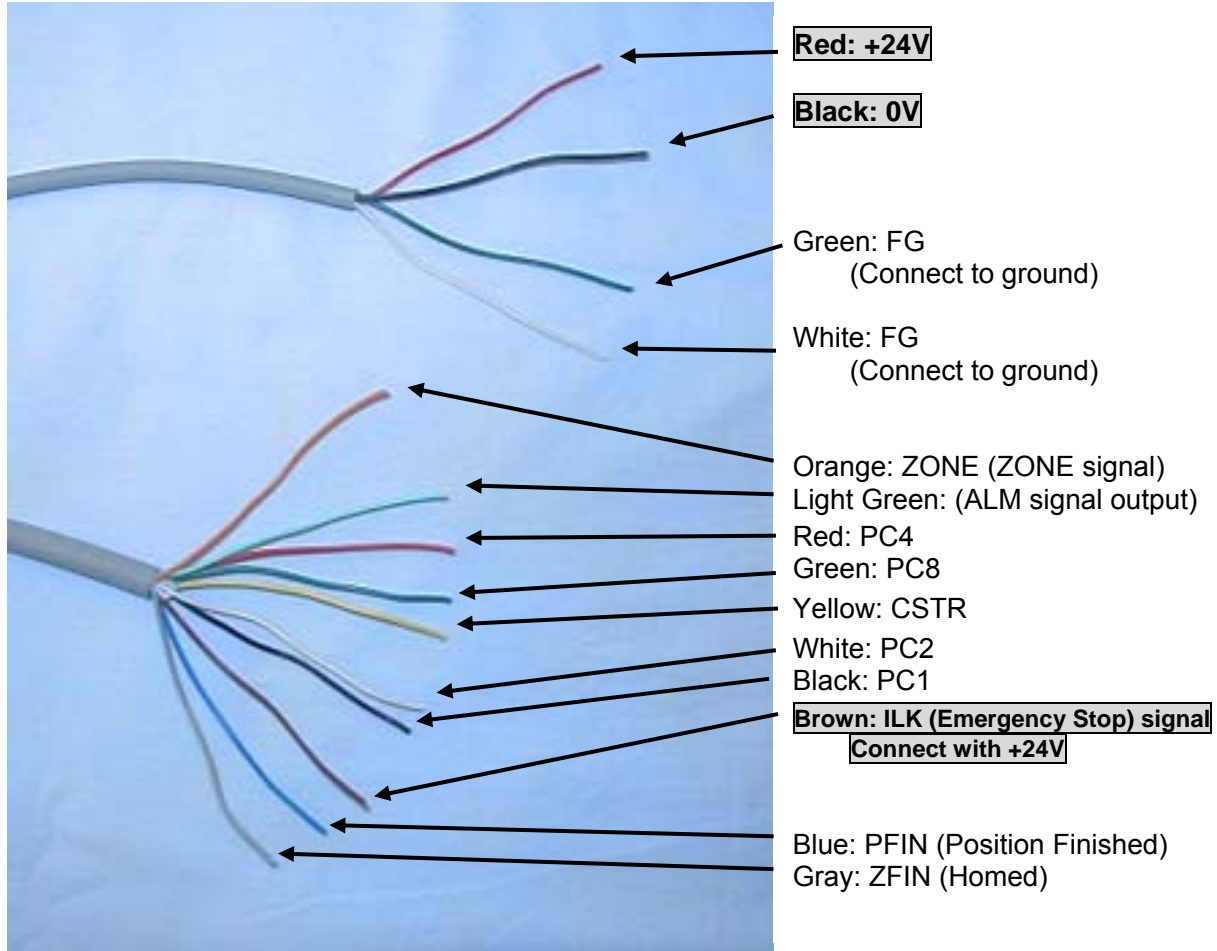 Red: +24V
Black: 0V
Green: FG
(Connect to ground)
White: FG
(Connect to ground)
Orange: ZONE (ZONE signal)
Light Green: (ALM signal output)
Red: PC4
Green: PC8
Yellow: CSTR
White: PC2
Black: PC1
Brown: ILK (Emergency Stop) signal
Connect with +24V
Blue: PFIN (Position Finished)
Gray: ZFIN (Homed)